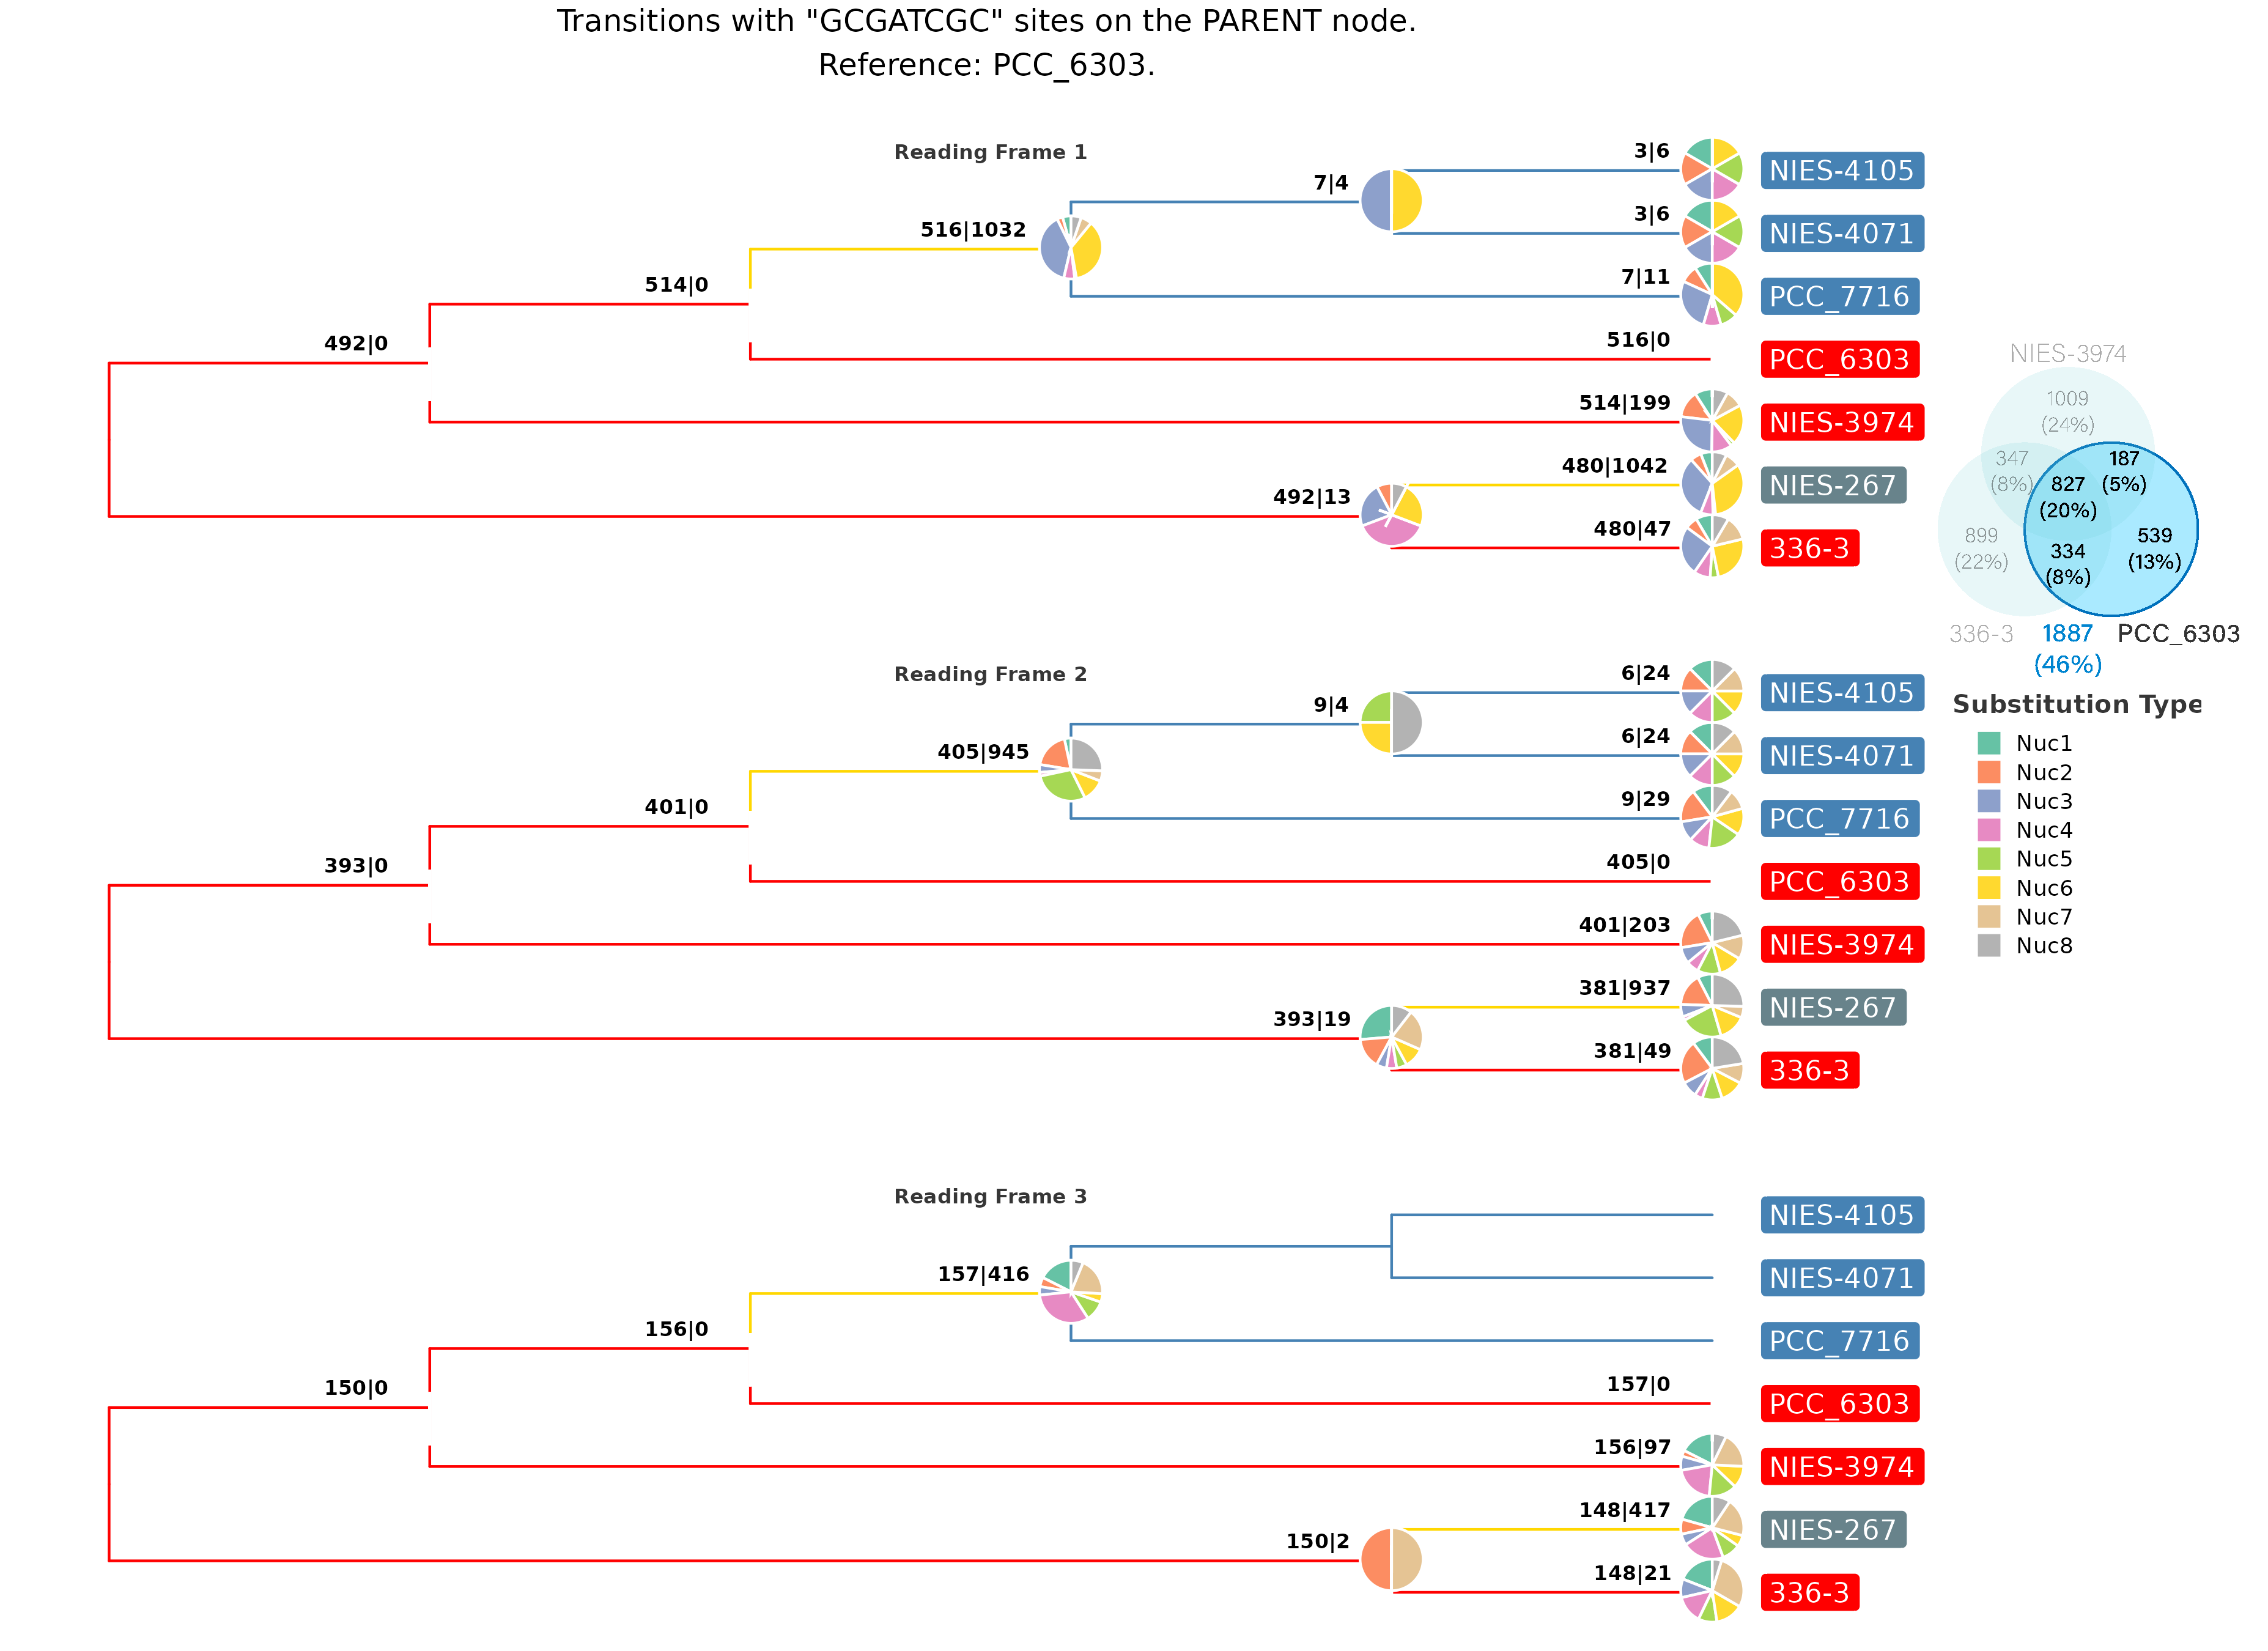 Transitions with "GCGATCGC" sites on the PARENT node.
Reference: PCC_6303.
Reading Frame 1
3|6
NIES-4105
7|4
3|6
NIES-4071
516|1032
7|11
PCC_7716
514|0
516|0
PCC_6303
492|0
514|199
NIES-3974
480|1042
NIES-267
492|13
480|47
336-3
NIES-3974
1009
(24%)
347
(8%)
187
(5%)
827
(20%)
899
(22%)
539
(13%)
334
(8%)
336-3
1887
(46%)
PCC_6303
Reading Frame 2
6|24
NIES-4105
9|4
6|24
NIES-4071
405|945
9|29
PCC_7716
401|0
405|0
PCC_6303
393|0
401|203
NIES-3974
381|937
NIES-267
393|19
381|49
336-3
Substitution Type
Nuc1
Nuc2
Nuc3
Nuc4
Nuc5
Nuc6
Nuc7
Nuc8
Reading Frame 3
NIES-4105
NIES-4071
157|416
PCC_7716
156|0
157|0
PCC_6303
150|0
156|97
NIES-3974
148|417
NIES-267
150|2
148|21
336-3